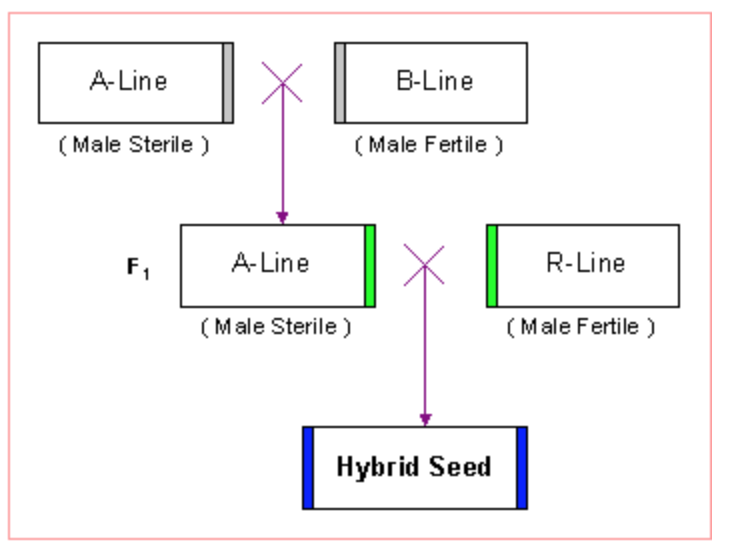 A-Line B-Line
( Male Sterile ) ( Male Fertile )
F1 A-Line R-Line
( Male Sterile ) ( Male Fertile )
Hybrid Seed